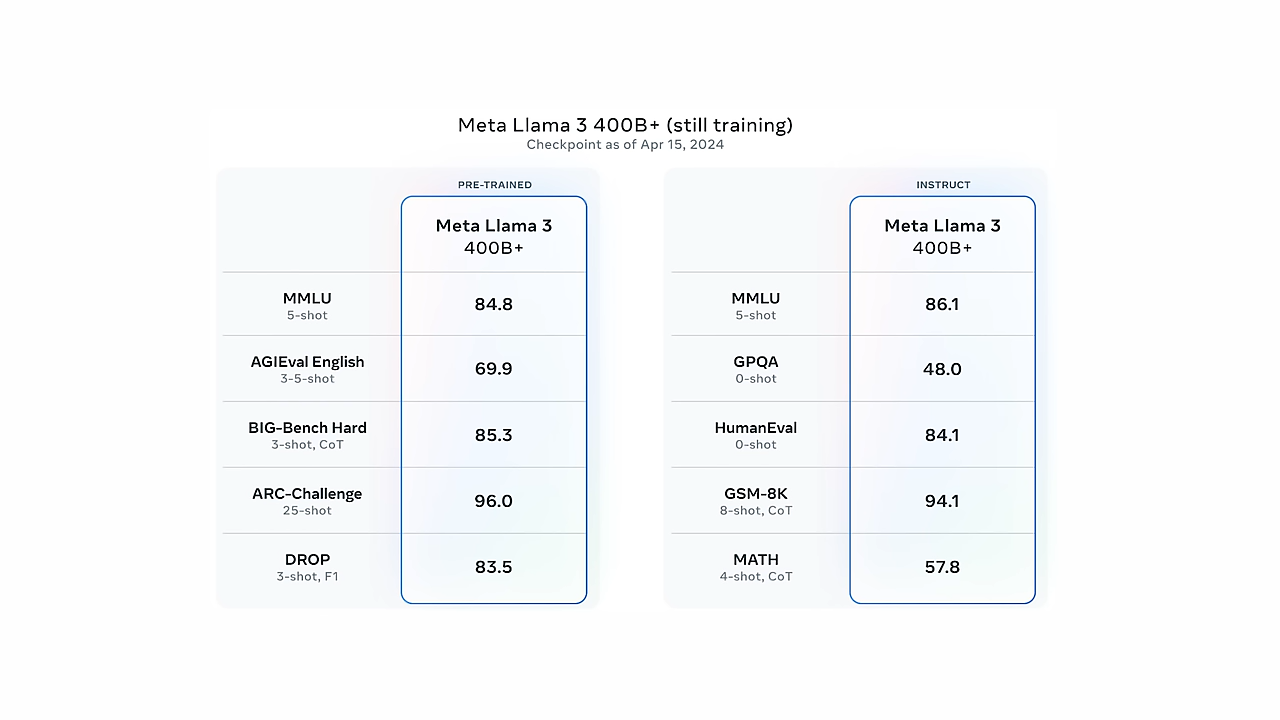 Meta Llama 3 400B+ (still training)
Checkpoint as of Apr 15, 2024
PRE-TRAINED
Meta Llama 3
400B+
MMLU
5-shot
84.8
AGIEval English
3-5-shot
69.9
BIG-Bench Hard
3-shot, CoT
85.3
ARC-Challenge
25-shot
96.0
DROP
3-shot, F1
83.5
INSTRUCT
Meta Llama 3
400B+
MMLU
5-shot
86.1
GPQA
0-shot
48.0
HumanEval
0-shot
84.1
GSM-8K
8-shot, CoT
94.1
MATH
4-shot, CoT
57.8